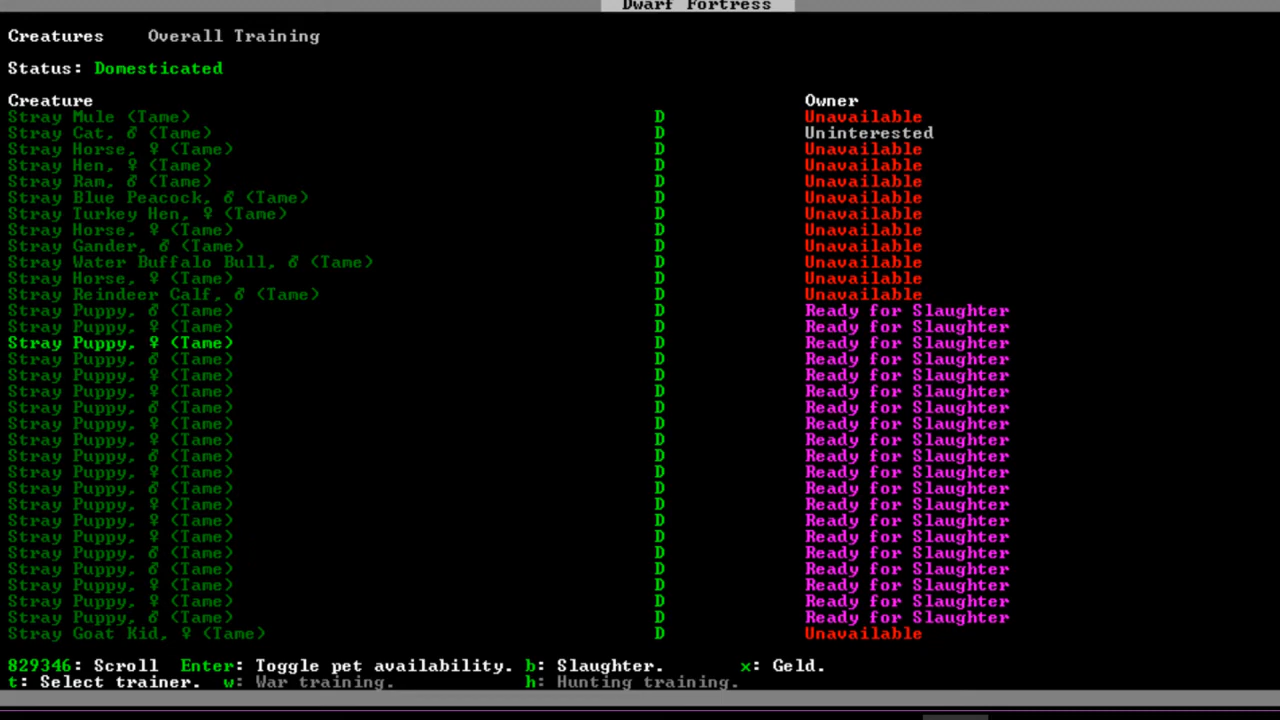 Dwarf Fortress
Creatures Overall Training
Status: Domesticated
Creature Owner
Stray Mule (Tame) D Unavailable
Stray Cat, ♂ (Tame) D Uninterested
Stray Horse, ♀ (Tame) D Unavailable
Stray Hen, ♀ (Tame) D Unavailable
Stray Ram, ♂ (Tame) D Unavailable
Stray Blue Peacock, ♂ (Tame) D Unavailable
Stray Turkey Hen, ♀ (Tame) D Unavailable
Stray Horse, ♀ (Tame) D Unavailable
Stray Gander, ♂ (Tame) D Unavailable
Stray Water Buffalo Bull, ♂ (Tame) D Unavailable
Stray Horse, ♀ (Tame) D Unavailable
Stray Reindeer Calf, ♂ (Tame) D Unavailable
Stray Puppy, ♂ (Tame) D Ready for Slaughter
Stray Puppy, ♀ (Tame) D Ready for Slaughter
Stray Puppy, ♀ (Tame) D Ready for Slaughter
Stray Puppy, ♂ (Tame) D Ready for Slaughter
Stray Puppy, ♀ (Tame) D Ready for Slaughter
Stray Puppy, ♀ (Tame) D Ready for Slaughter
Stray Puppy, ♂ (Tame) D Ready for Slaughter
Stray Puppy, ♀ (Tame) D Ready for Slaughter
Stray Puppy, ♀ (Tame) D Ready for Slaughter
Stray Puppy, ♂ (Tame) D Ready for Slaughter
Stray Puppy, ♀ (Tame) D Ready for Slaughter
Stray Puppy, ♂ (Tame) D Ready for Slaughter
Stray Puppy, ♀ (Tame) D Ready for Slaughter
Stray Puppy, ♀ (Tame) D Ready for Slaughter
Stray Puppy, ♀ (Tame) D Ready for Slaughter
Stray Puppy, ♂ (Tame) D Ready for Slaughter
Stray Puppy, ♂ (Tame) D Ready for Slaughter
Stray Puppy, ♀ (Tame) D Ready for Slaughter
Stray Puppy, ♀ (Tame) D Ready for Slaughter
Stray Puppy, ♂ (Tame) D Ready for Slaughter
Stray Goat Kid, ♀ (Tame) D Unavailable
829346: Scroll Enter: Toggle pet availability. b: Slaughter. x: Geld.
t: Select trainer. w: War training. h: Hunting training.